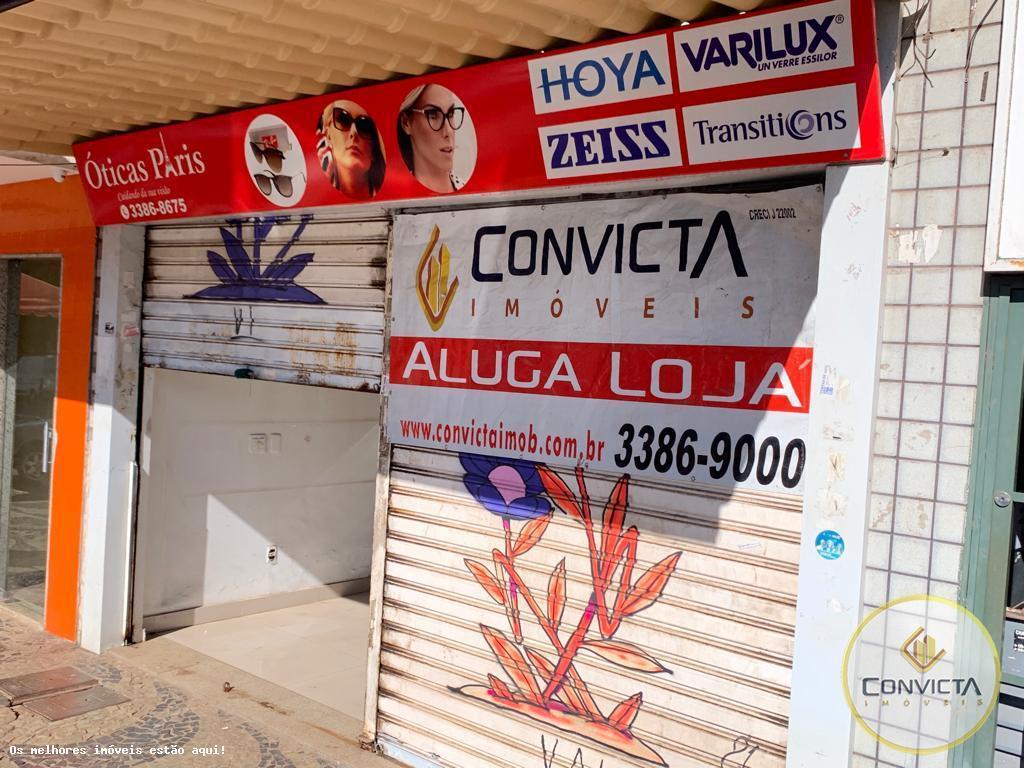 Óticas Paris
Cuidando da sua visão
3386-8675
HOYA
VARILUX®
UN VERRE ESSILOR
ZEISS
Transitions
CRECI J 22002
CONVICTA
IMÓVEIS
ALUGA LOJA
www.convictaimob.com.br 3386-9000
CONVICTA
IMÓVEIS
Os melhores imóveis estão aqui!